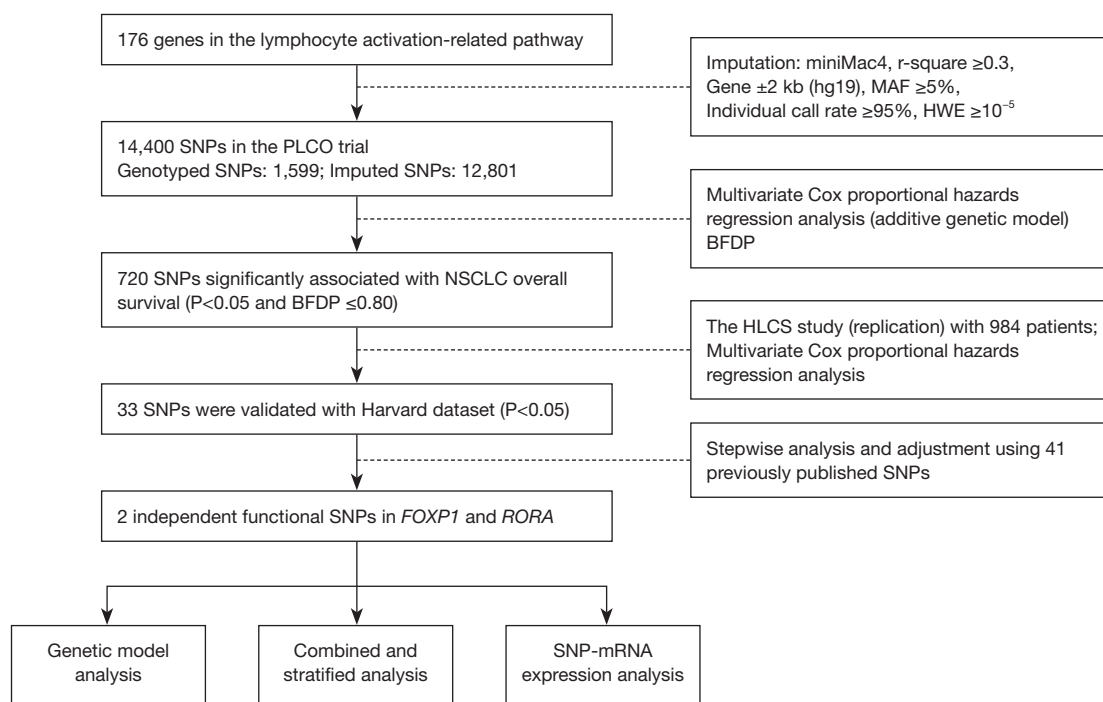 176 genes in the lymphocyte activation-related pathway
Imputation: miniMac4, r-square ≥0.3,
Gene ±2 kb (hg19), MAF ≥5%,
Individual call rate ≥95%, HWE ≥10⁻⁵
14,400 SNPs in the PLCO trial
Genotyped SNPs: 1,599; Imputed SNPs: 12,801
Multivariate Cox proportional hazards
regression analysis (additive genetic model)
BFDP
720 SNPs significantly associated with NSCLC overall
survival (P<0.05 and BFDP ≤0.80)
The HLCS study (replication) with 984 patients;
Multivariate Cox proportional hazards
regression analysis
33 SNPs were validated with Harvard dataset (P<0.05)
Stepwise analysis and adjustment using 41
previously published SNPs
2 independent functional SNPs in FOXP1 and RORA
Genetic model
analysis
Combined and
stratified analysis
SNP-mRNA
expression analysis